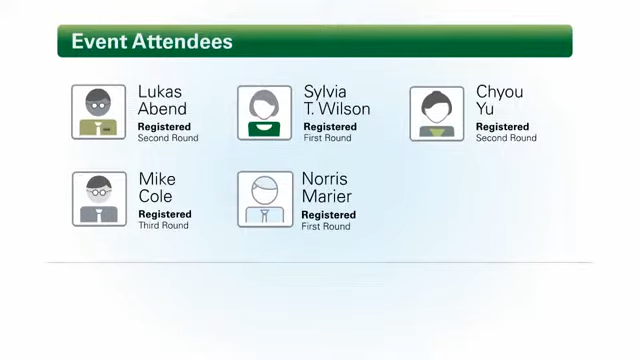 Event Attendees
Lukas
Abend
Registered
Second Round
Sylvia
T. Wilson
Registered
First Round
Chyou
Yu
Registered
Second Round
Mike
Cole
Registered
Third Round
Norris
Marier
Registered
First Round